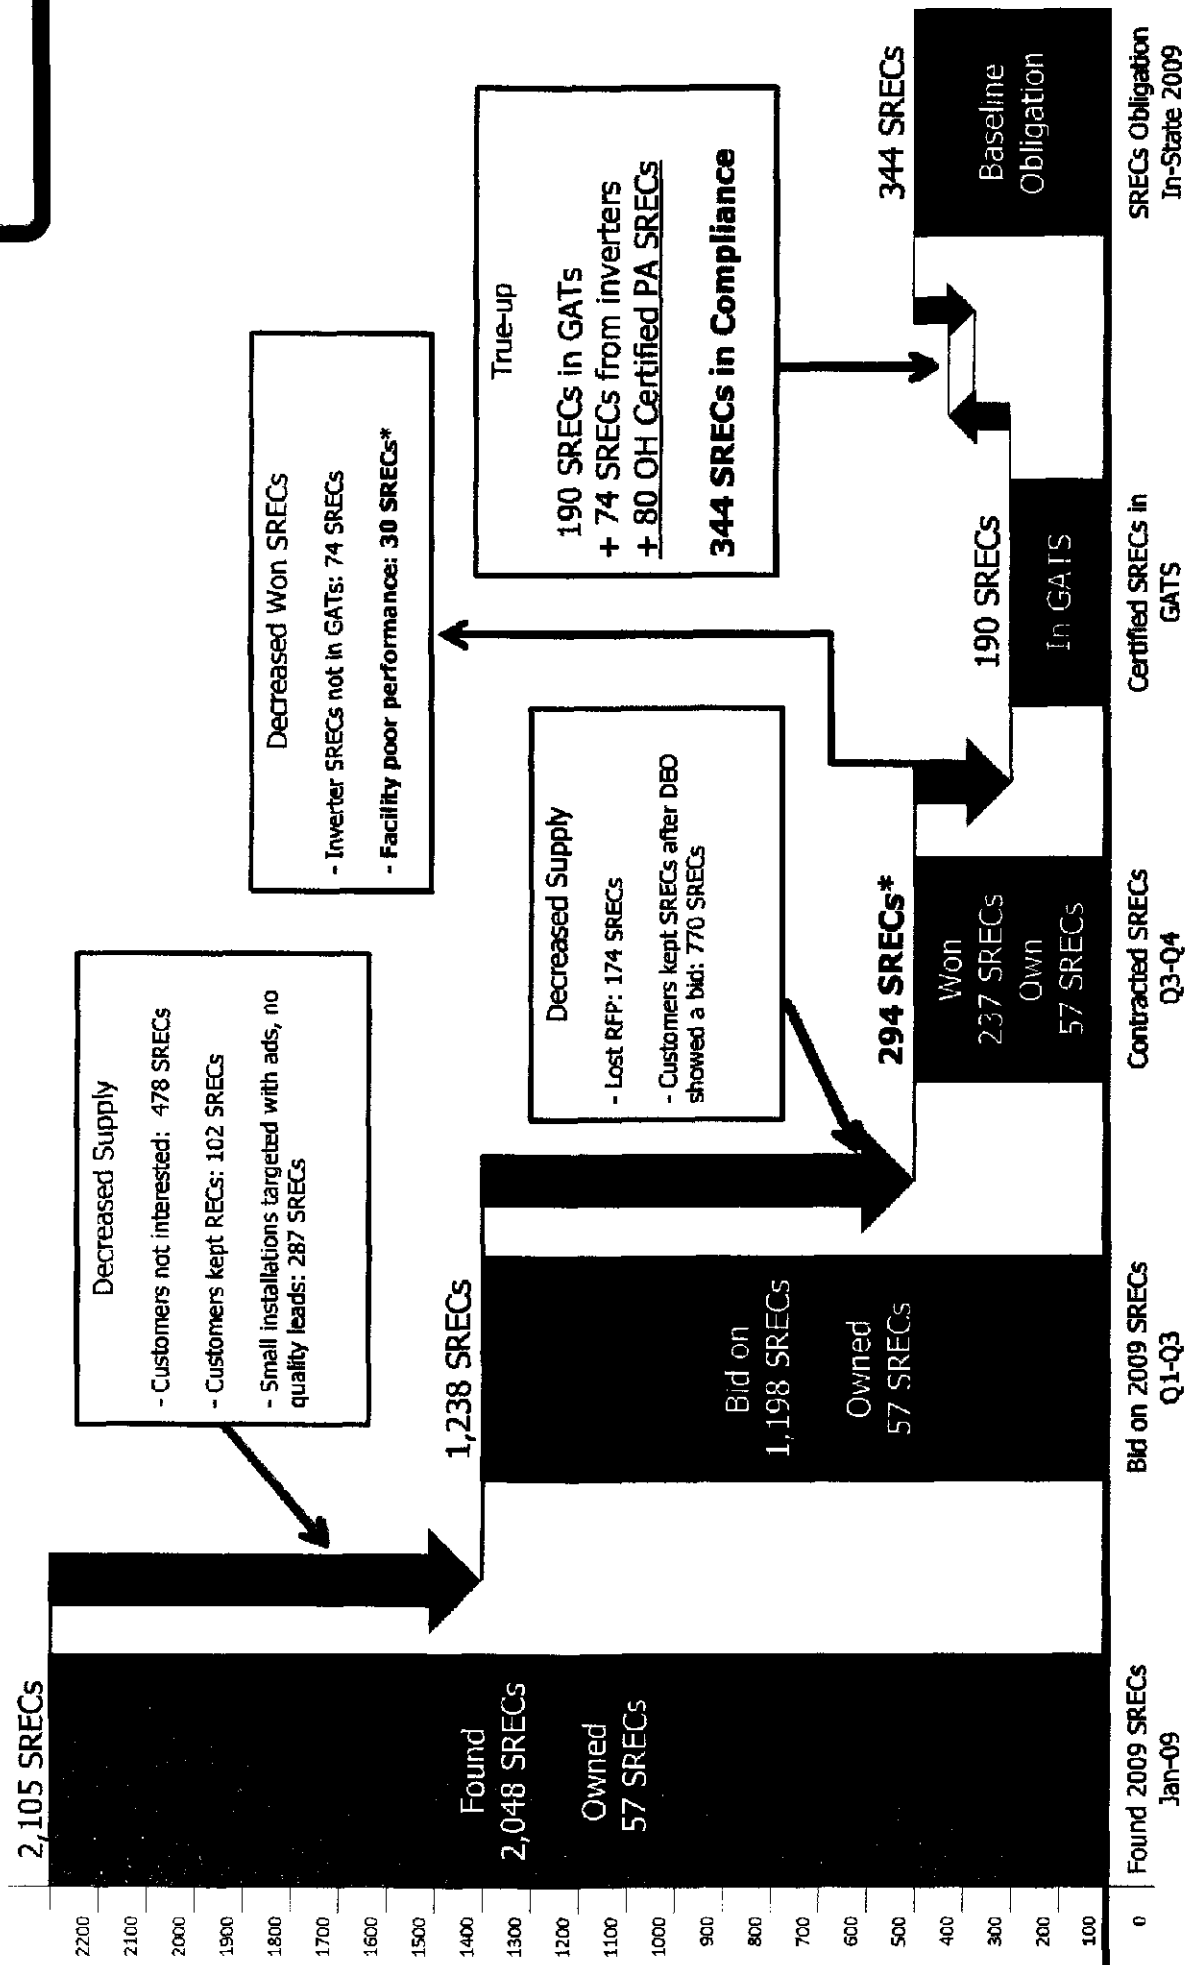 2,105 SRECs
Found
2,048 SRECs
Owned
57 SRECs
Decreased Supply
- Customers not interested: 478 SRECs
- Customers kept RECs: 102 SRECs
- Small installations targeted with ads, no
quality leads: 287 SRECs
1,238 SRECs
Bid on
1,198 SRECs
Owned
57 SRECs
Decreased Supply
- Lost RFP: 174 SRECs
- Customers kept SRECs after DEO
showed a bid: 770 SRECs
294 SRECs*
Won
237 SRECs
Own
57 SRECs
Decreased Won SRECs
- Inverter SRECs not in GATs: 74 SRECs
- Facility poor performance: 30 SRECs*
190 SRECs
In GATS
True-up
190 SRECs in GATs
+ 74 SRECs from inverters
+ 80 OH Certified PA SRECs
344 SRECs in Compliance
344 SRECs
Baseline
Obligation
2200
2100
2000
1900
1800
1700
1600
1500
1400
1300
1200
1100
1000
900
800
700
600
500
400
300
200
100
0
Found 2009 SRECs
Jan-09
Bid on 2009 SRECs
Q1-Q3
Contracted SRECs
Q3-Q4
Certified SRECs in
GATS
SRECs Obligation
In-State 2009